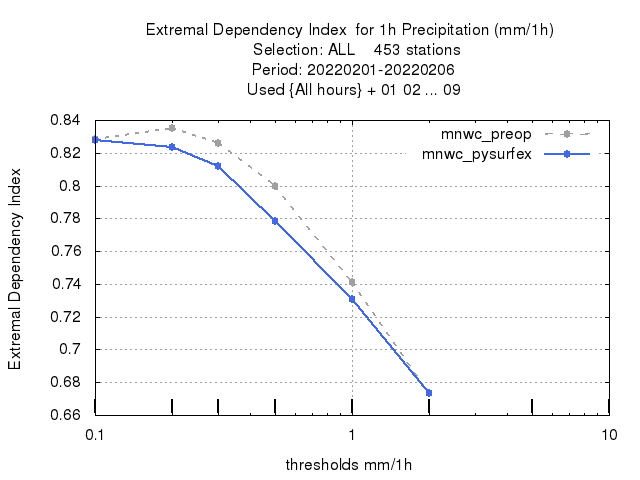 Extremal Dependency Index  for 1h Precipitation (mm/1h)
Selection: ALL    453 stations
Period: 20220201-20220206
Used {All hours} + 01 02 ... 09
mnwc_preop
mnwc_pysurfex
Extremal Dependency Index
0.84
0.82
0.8
0.78
0.76
0.74
0.72
0.7
0.68
0.66
0.1 1 10
thresholds mm/1h